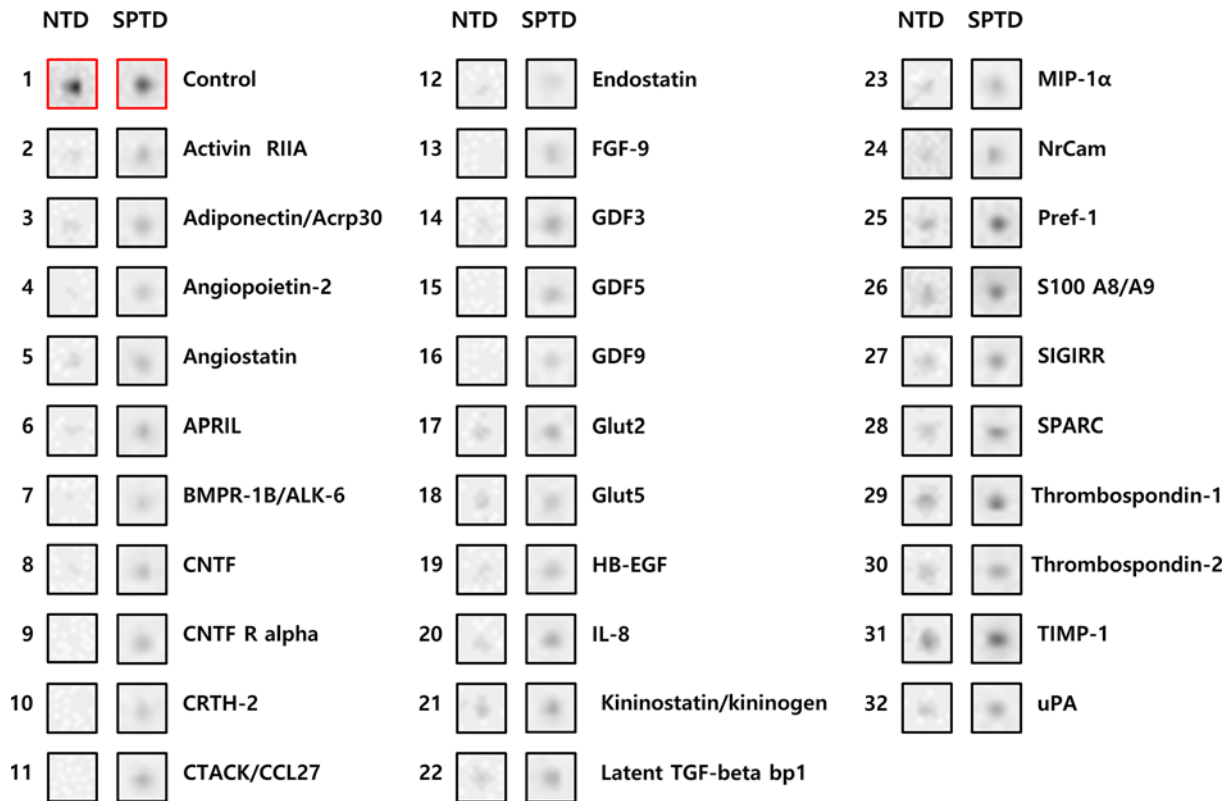 NTD SPTD
1 Control
2 Activin RIIA
3 Adiponectin/Acrp30
4 Angiopoietin-2
5 Angiostatin
6 APRIL
7 BMPR-1B/ALK-6
8 CNTF
9 CNTF R alpha
10 CRTH-2
11 CTACK/CCL27
NTD SPTD
12 Endostatin
13 FGF-9
14 GDF3
15 GDF5
16 GDF9
17 Glut2
18 Glut5
19 HB-EGF
20 IL-8
21 Kininostatin/kininogen
22 Latent TGF-beta bp1
NTD SPTD
23 MIP-1α
24 NrCam
25 Pref-1
26 S100 A8/A9
27 SIGIRR
28 SPARC
29 Thrombospondin-1
30 Thrombospondin-2
31 TIMP-1
32 uPA